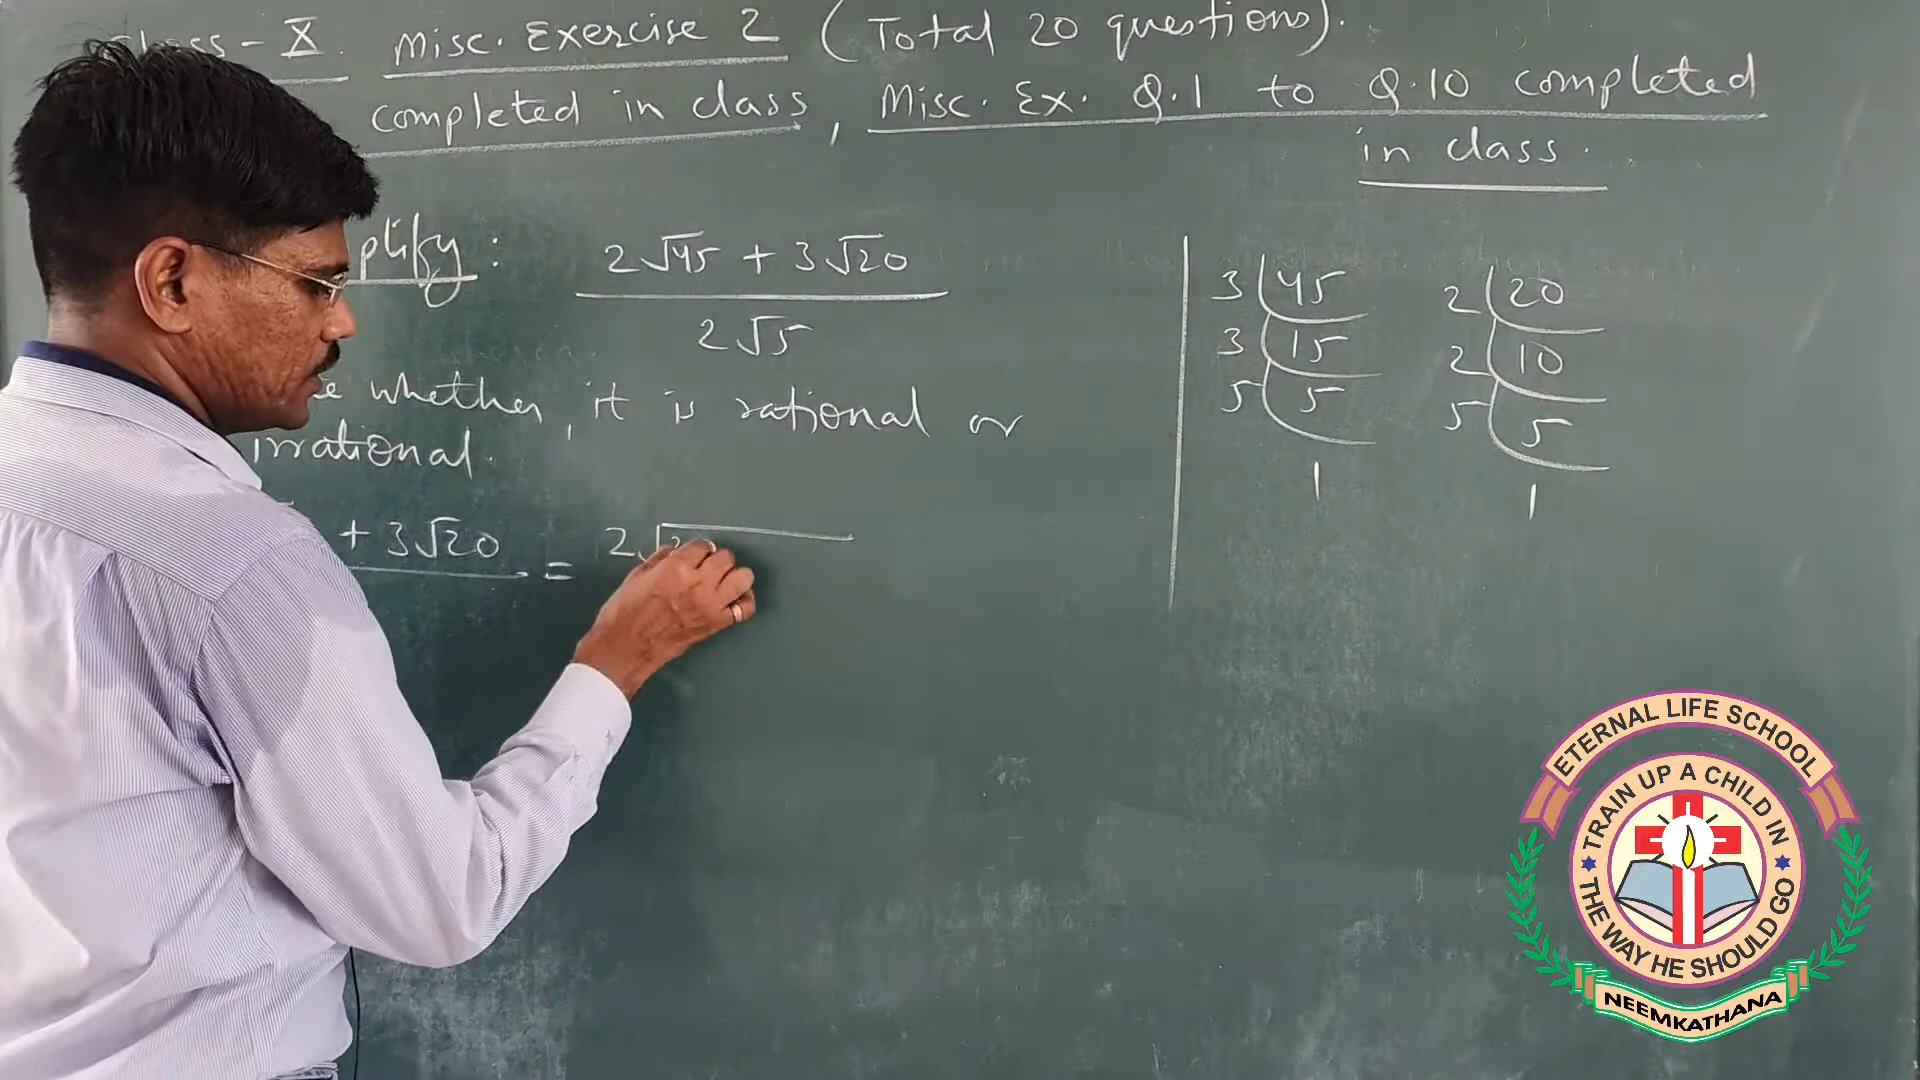 Class - X. Misc. Exercise 2 (Total 20 questions).
completed in class, Misc. Ex. Q.1 to Q.10 completed
in class.
plify : 2√45 + 3√20
2√5
whether, it is rational or
irrational.
+ 3√20 = 2√
3 45
3 15
5 5
1
2 20
2 10
5 5
1
ETERNAL LIFE SCHOOL
TRAIN UP A CHILD IN
THE WAY HE SHOULD GO
NEEMKATHANA